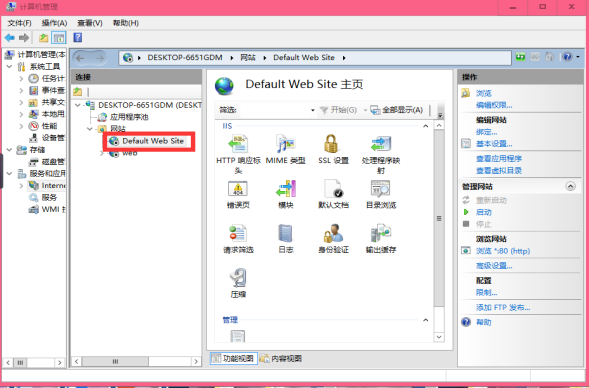 计算机管理
文件(F) 操作(A) 查看(V) 帮助(H)
计算机管理(本
系统工具
任务计
事件查
共享文
本地用
性能
设备管
存储
磁盘管
服务和应用
Interne
服务
WMI 控
DESKTOP-6651GDM 网站 Default Web Site
连接
DESKTOP-6651GDM (DESKT
应用程序池
网站
Default Web Site
web
Default Web Site 主页
筛选: 开始(G) 全部显示(A)
IIS
HTTP 响应标头 MIME 类型 SSL 设置 处理程序映射
错误页 模块 默认文档 目录浏览
请求筛选 日志 身份验证 输出缓存
压缩
管理
功能视图 内容视图
操作
浏览
编辑权限...
编辑网站
绑定...
基本设置...
查看应用程序
查看虚拟目录
管理网站
重新启动
启动
停止
浏览网站
浏览 *:80 (http)
高级设置...
配置
限制...
添加 FTP 发布...
帮助